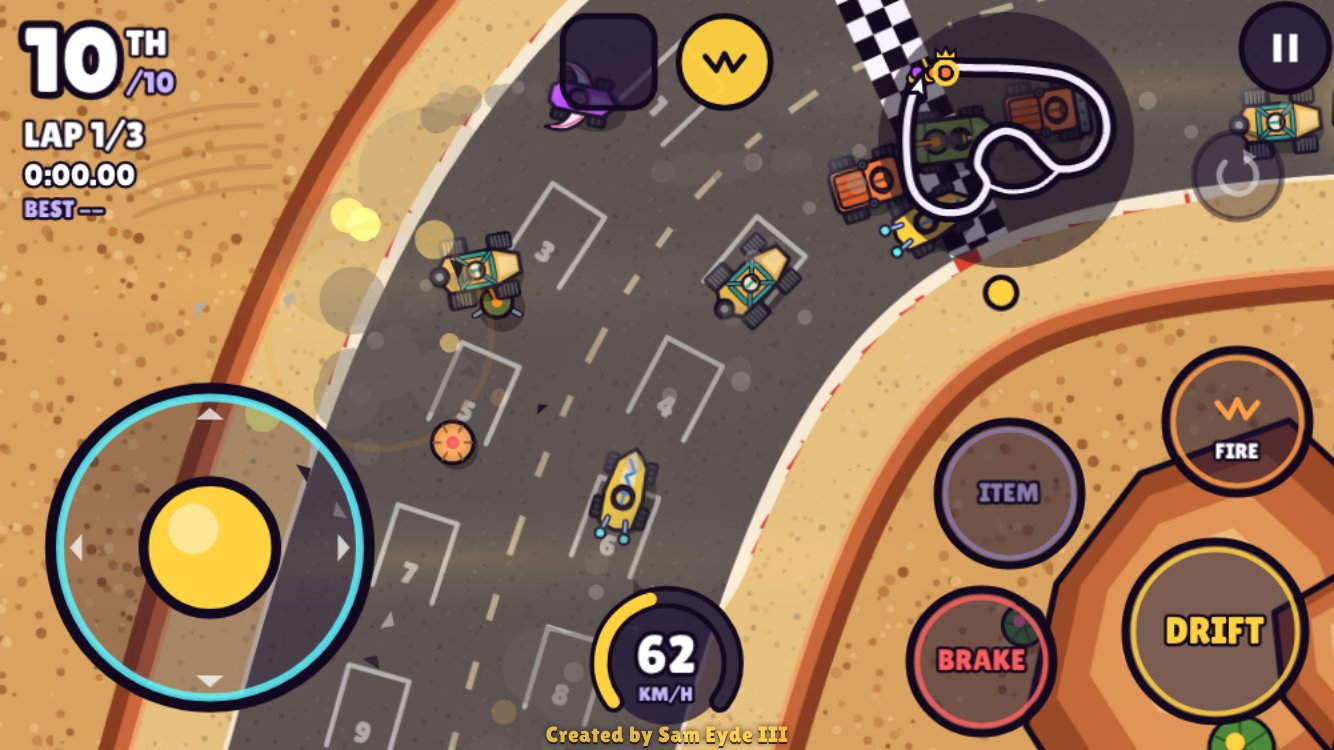 10TH
/10
LAP 1/3
0:00.00
BEST --
3
5
4
6
7
8
9
ITEM
FIRE
BRAKE
DRIFT
62
KM/H
Created by Sam Eyde III